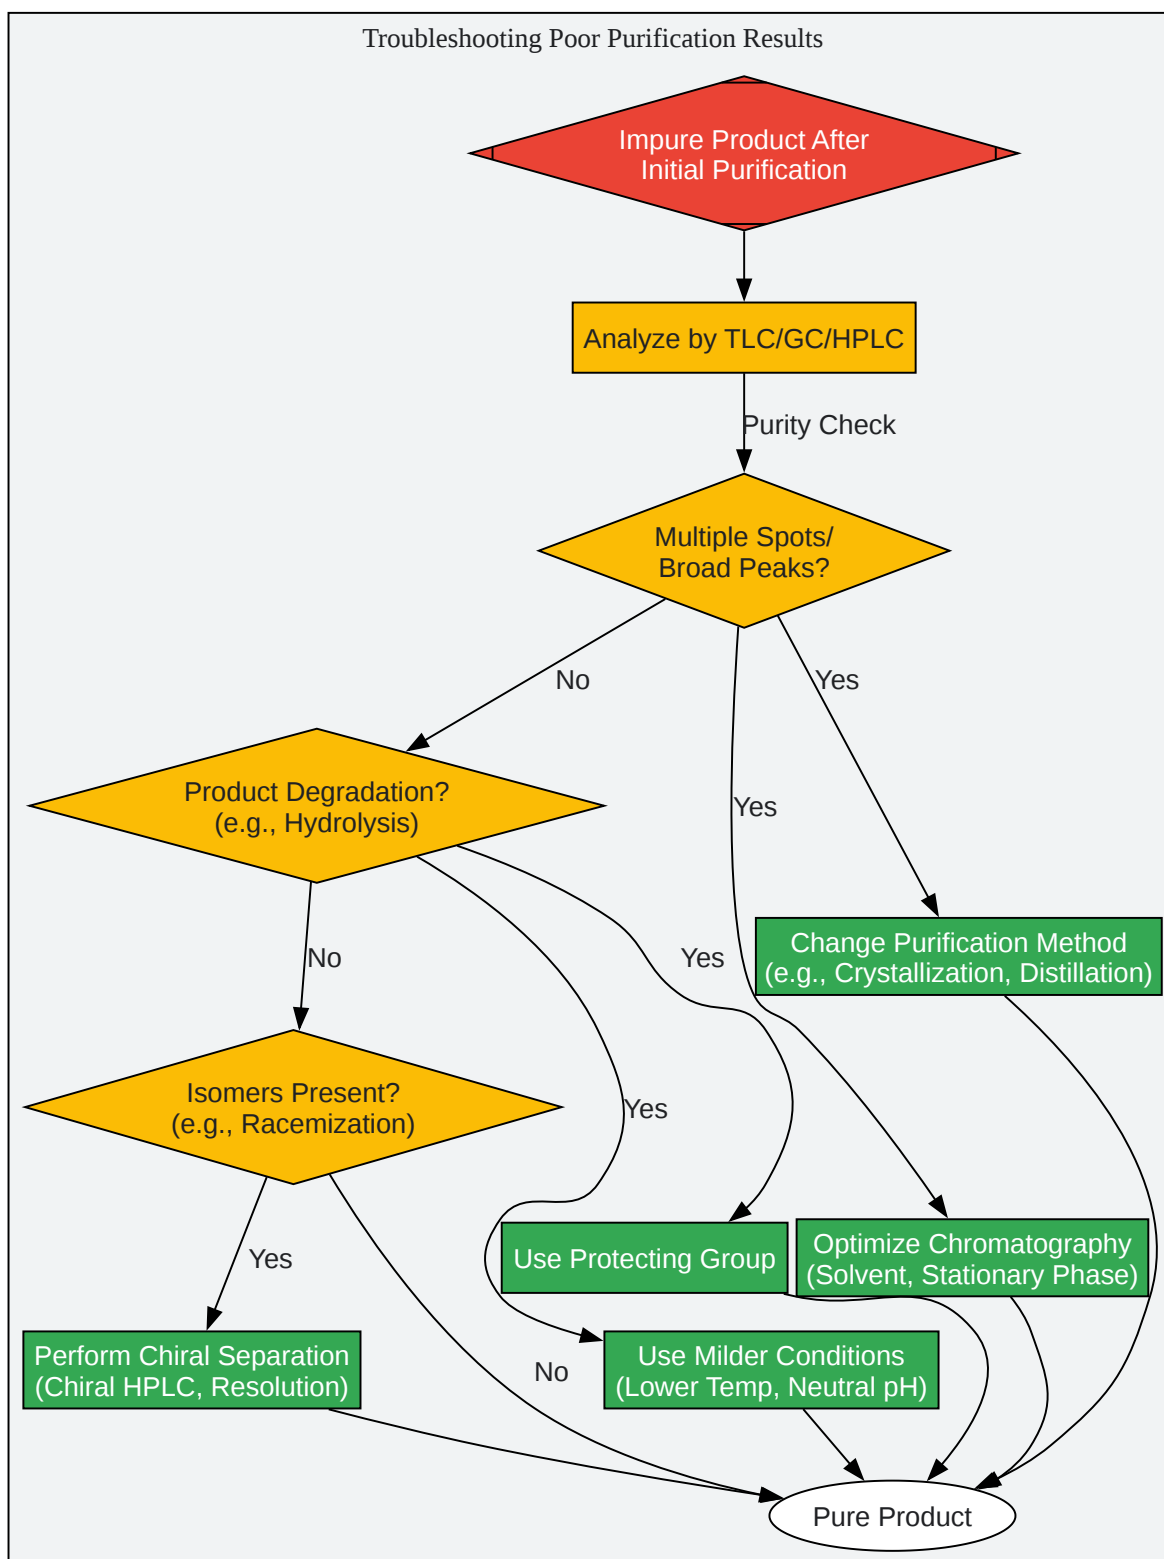 Troubleshooting Poor Purification Results
Impure Product After
Initial Purification
Analyze by TLC/GC/HPLC
Purity Check
Multiple Spots/
Broad Peaks?
No
Yes
Yes
Product Degradation?
(e.g., Hydrolysis)
Change Purification Method
(e.g., Crystallization, Distillation)
No
Yes
Yes
Isomers Present?
(e.g., Racemization)
Yes
No
Use Protecting Group
Optimize Chromatography
(Solvent, Stationary Phase)
Perform Chiral Separation
(Chiral HPLC, Resolution)
Use Milder Conditions
(Lower Temp, Neutral pH)
Pure Product